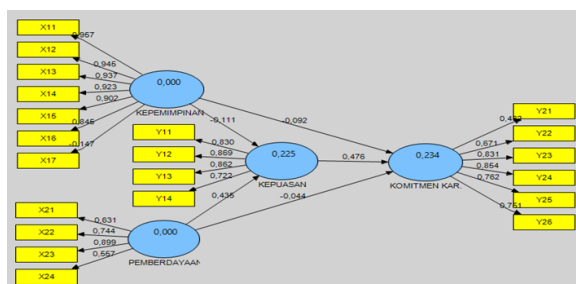 X11
X12
X13
X14
X15
X16
X17
0,957
0,945
0,937
0,923
0,902
0,845
-0,147
0,000
KEPEMIMPINAN
-0,111
-0,092
Y11
Y12
Y13
Y14
0,830
0,869
0,862
0,722
0,225
KEPUASAN
0,476
0,234
KOMITMEN KAR.
0,435
-0,044
X21
X22
X23
X24
0,631
0,744
0,899
0,557
0,000
PEMBERDAYAAN
0,671
0,831
0,854
0,762
0,751
Y21
Y22
Y23
Y24
Y25
Y26